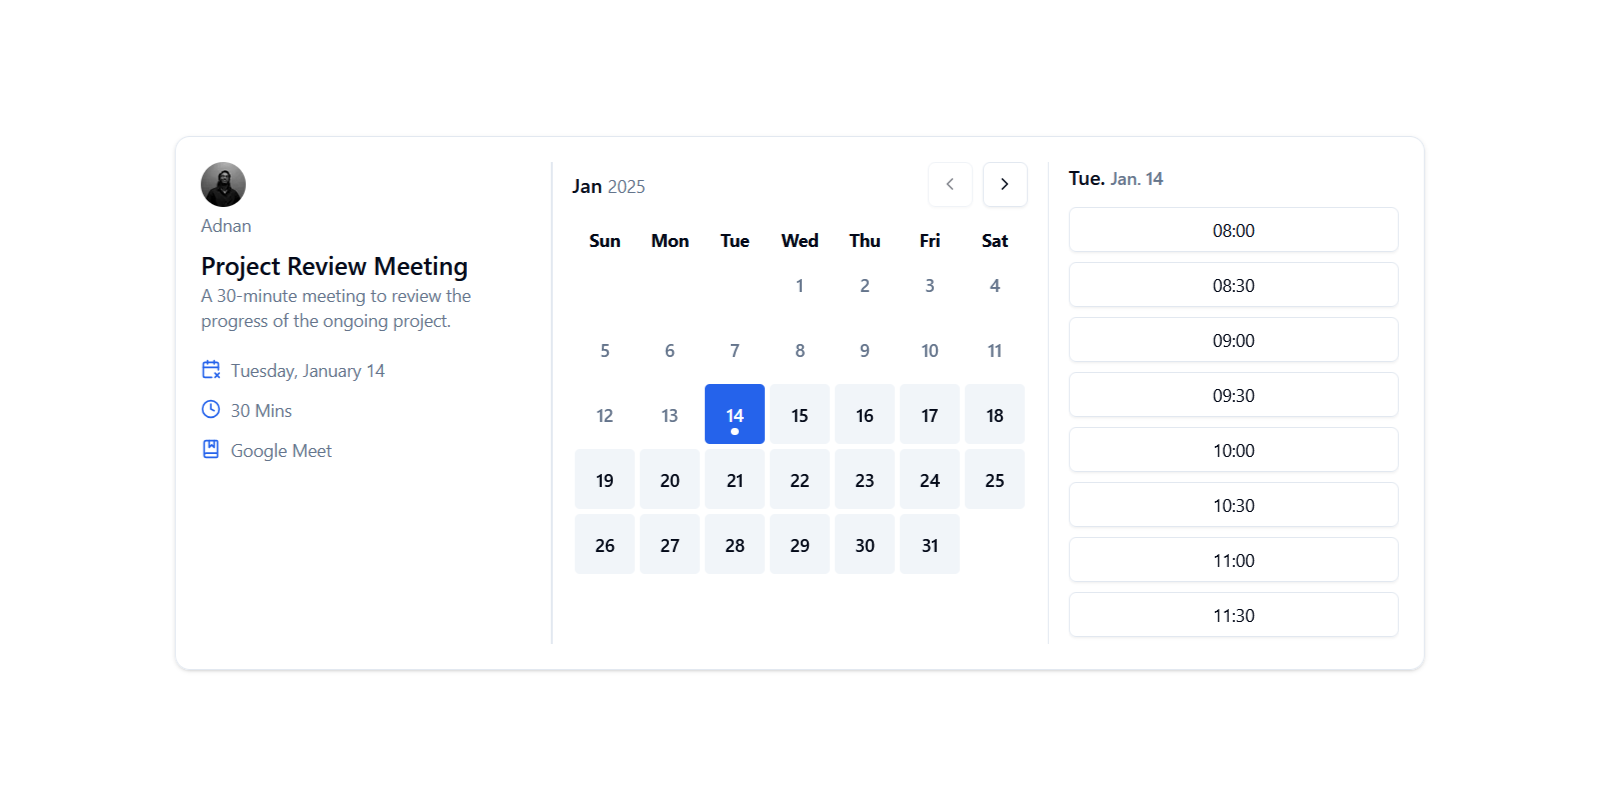 Adnan
Project Review Meeting
A 30-minute meeting to review the
progress of the ongoing project.
Tuesday, January 14
30 Mins
Google Meet
Jan 2025
Sun Mon Tue Wed Thu Fri Sat
1 2 3 4
5 6 7 8 9 10 11
12 13 14 15 16 17 18
19 20 21 22 23 24 25
26 27 28 29 30 31
Tue. Jan. 14
08:00
08:30
09:00
09:30
10:00
10:30
11:00
11:30